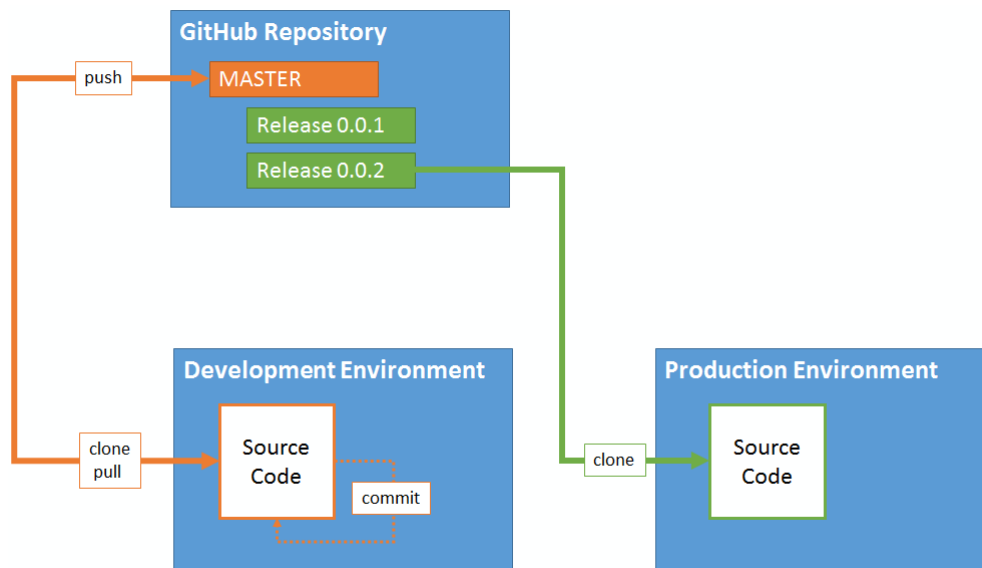 GitHub Repository
push
MASTER
Release 0.0.1
Release 0.0.2
Development Environment
Source
Code
clone
pull
commit
Production Environment
clone
Source
Code